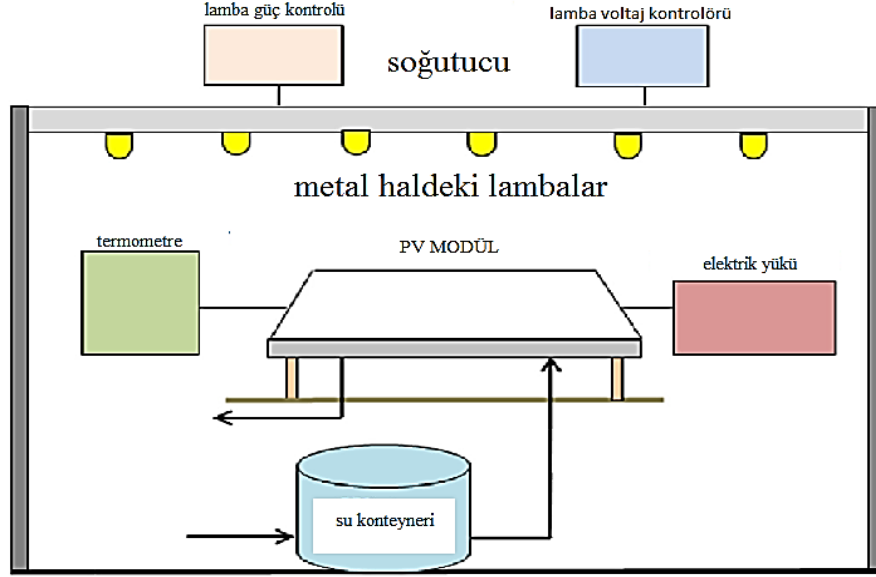 lamba güç kontrolü
lamba voltaj kontrolörü
soğutucu
metal haldeki lambalar
termometre
PV MODÜL
elektrik yükü
su konteyneri